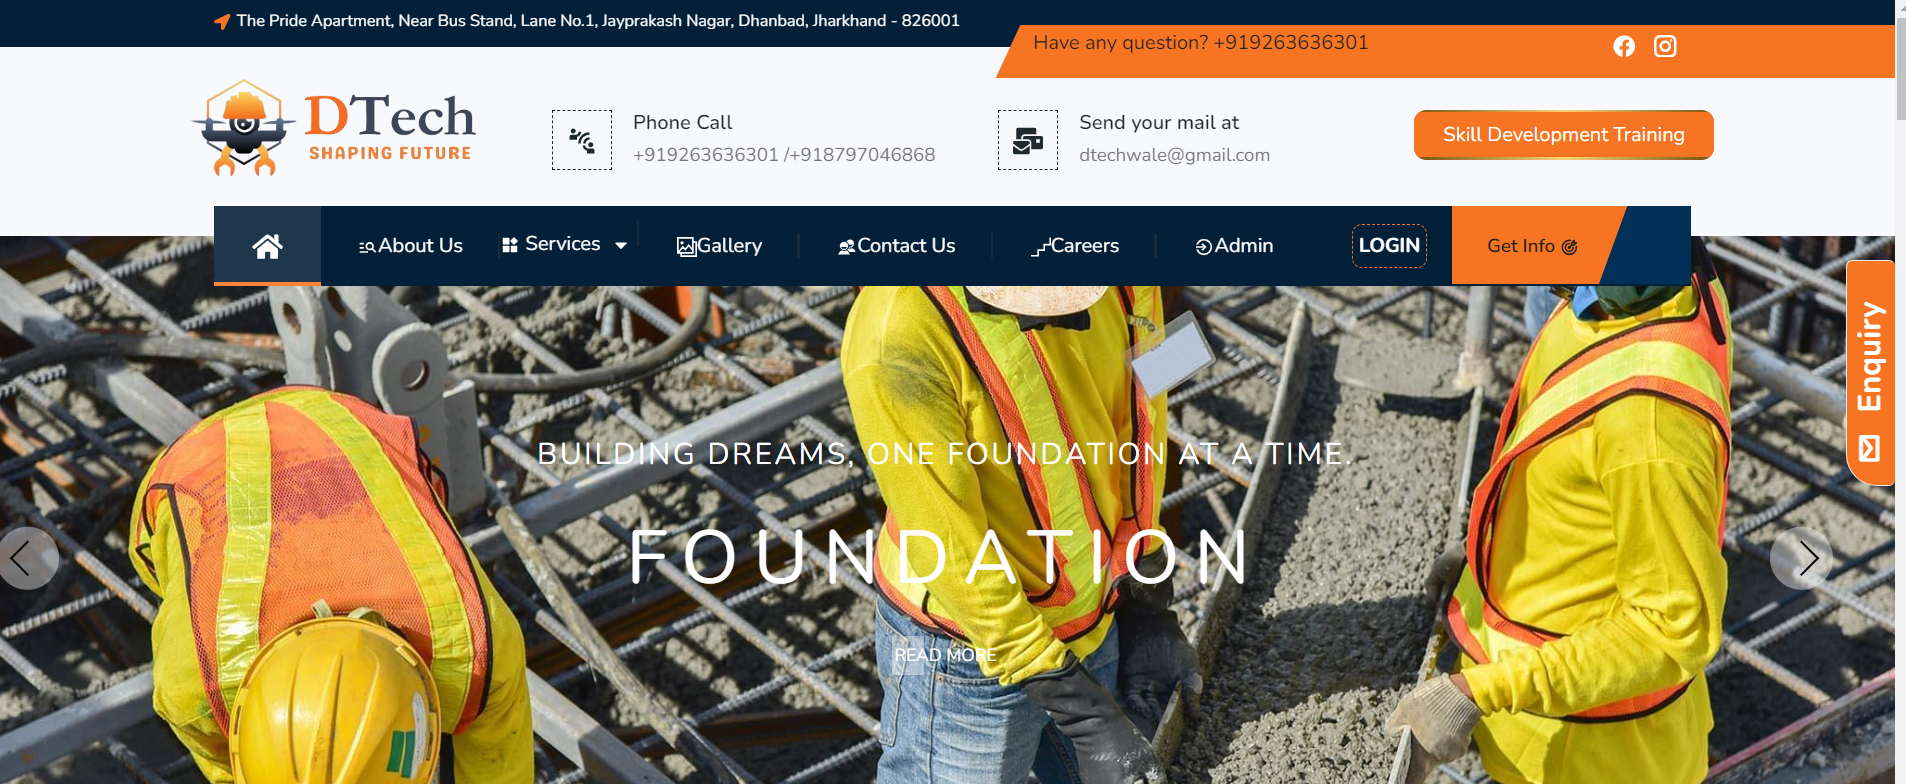 The Pride Apartment, Near Bus Stand, Lane No.1, Jayprakash Nagar, Dhanbad, Jharkhand - 826001
Have any question? +919263636301
DTech
SHAPING FUTURE
Phone Call
+919263636301 /+918797046868
Send your mail at
dtechwale@gmail.com
Skill Development Training
About Us
Services
Gallery
Contact Us
Careers
Admin
LOGIN
Get Info
Enquiry
BUILDING DREAMS, ONE FOUNDATION AT A TIME.
FOUNDATION
READ MORE